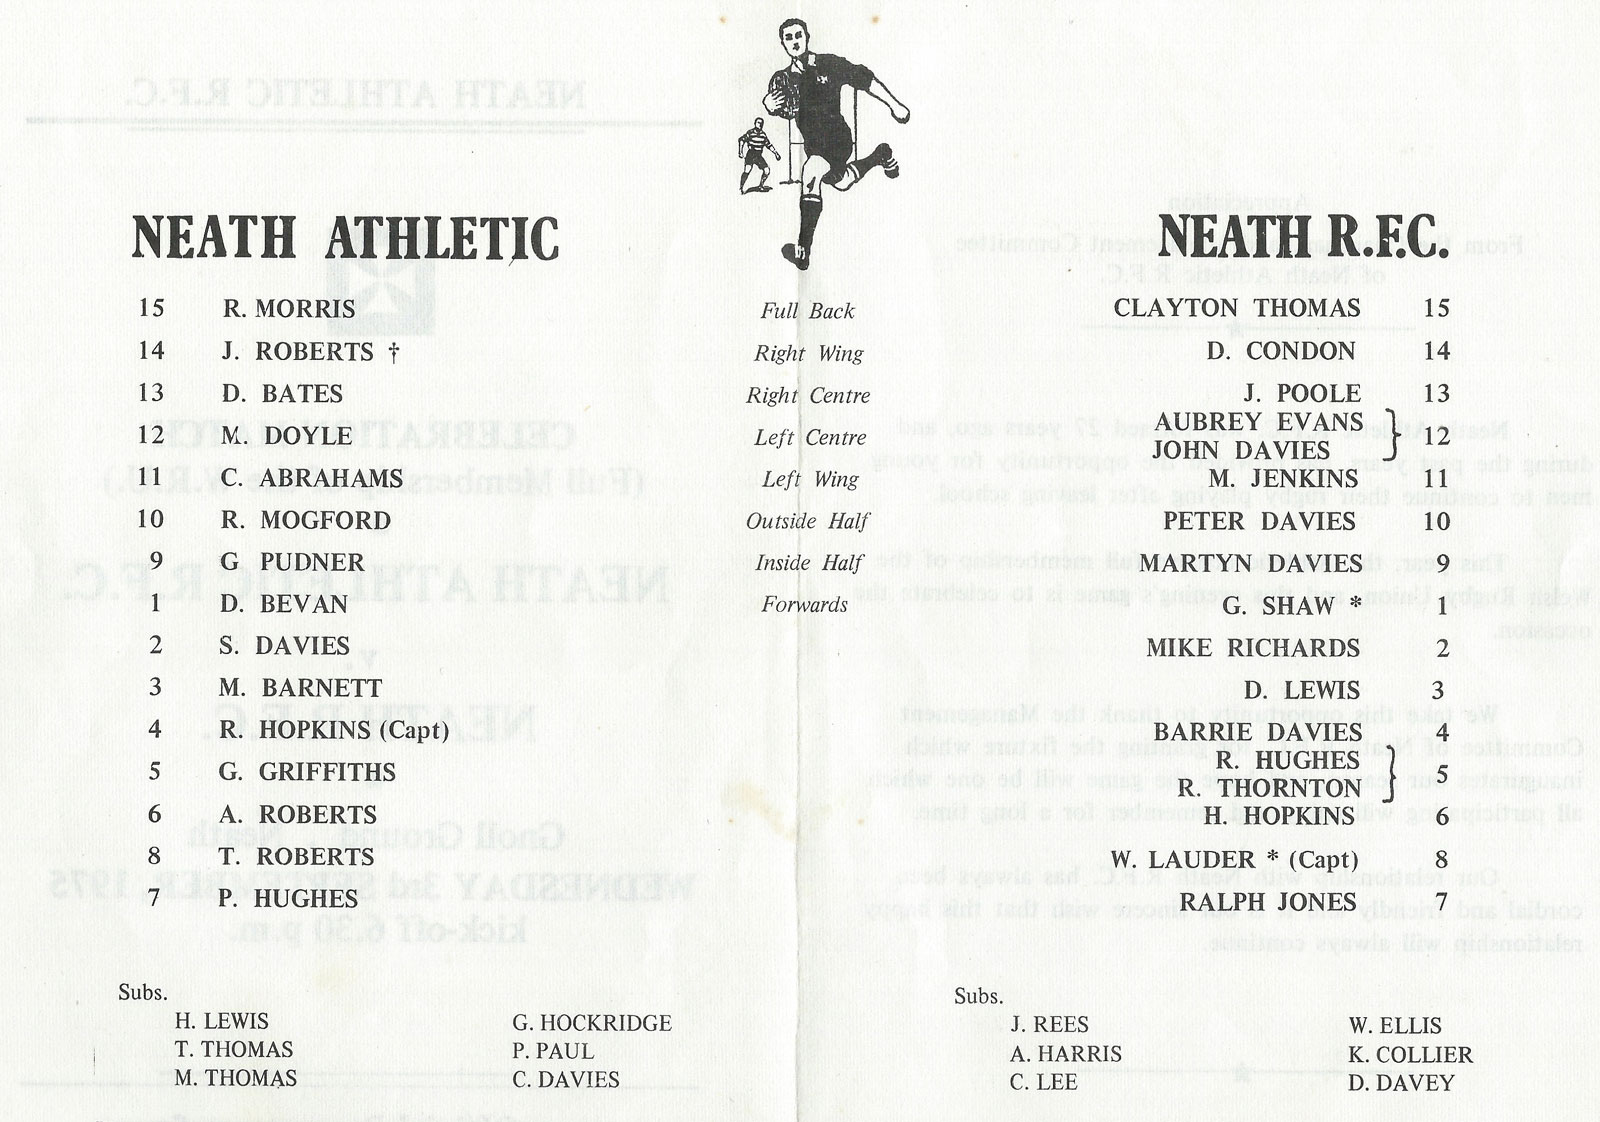 NEATH ATHLETIC NEATH R.F.C.
15 R. MORRIS Full Back CLAYTON THOMAS 15
14 J. ROBERTS † Right Wing D. CONDON 14
13 D. BATES Right Centre J. POOLE 13
12 M. DOYLE Left Centre AUBREY EVANS
JOHN DAVIES } 12
11 C. ABRAHAMS Left Wing M. JENKINS 11
10 R. MOGFORD Outside Half PETER DAVIES 10
9 G PUDNER Inside Half MARTYN DAVIES 9
1 D. BEVAN Forwards G. SHAW * 1
2 S. DAVIES MIKE RICHARDS 2
3 M. BARNETT D. LEWIS 3
4 R. HOPKINS (Capt) BARRIE DAVIES 4
5 G. GRIFFITHS R. HUGHES
R. THORNTON } 5
6 A. ROBERTS H. HOPKINS 6
8 T. ROBERTS W. LAUDER * (Capt) 8
7 P. HUGHES RALPH JONES 7
Subs.
H. LEWIS G. HOCKRIDGE
T. THOMAS P. PAUL
M. THOMAS C. DAVIES
Subs.
J. REES W. ELLIS
A. HARRIS K. COLLIER
C. LEE D. DAVEY